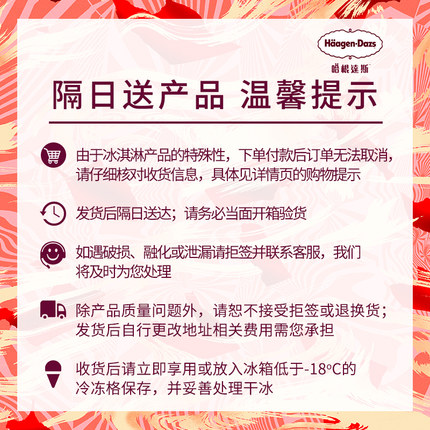 Häagen-Dazs
哈根达斯
隔日送产品 温馨提示
由于冰淇淋产品的特殊性，下单付款后订单无法取消，
请仔细核对收货信息，具体见详情页的购物提示
发货后隔日送达；请务必当面开箱验货
如遇破损、融化或泄漏请拒签并联系客服，我们
将及时为您处理
除产品质量问题外，请恕不接受拒签或退换货；
发货后自行更改地址相关费用需您承担
收货后请立即享用或放入冰箱低于-18°C的
冷冻格保存，并妥善处理干冰